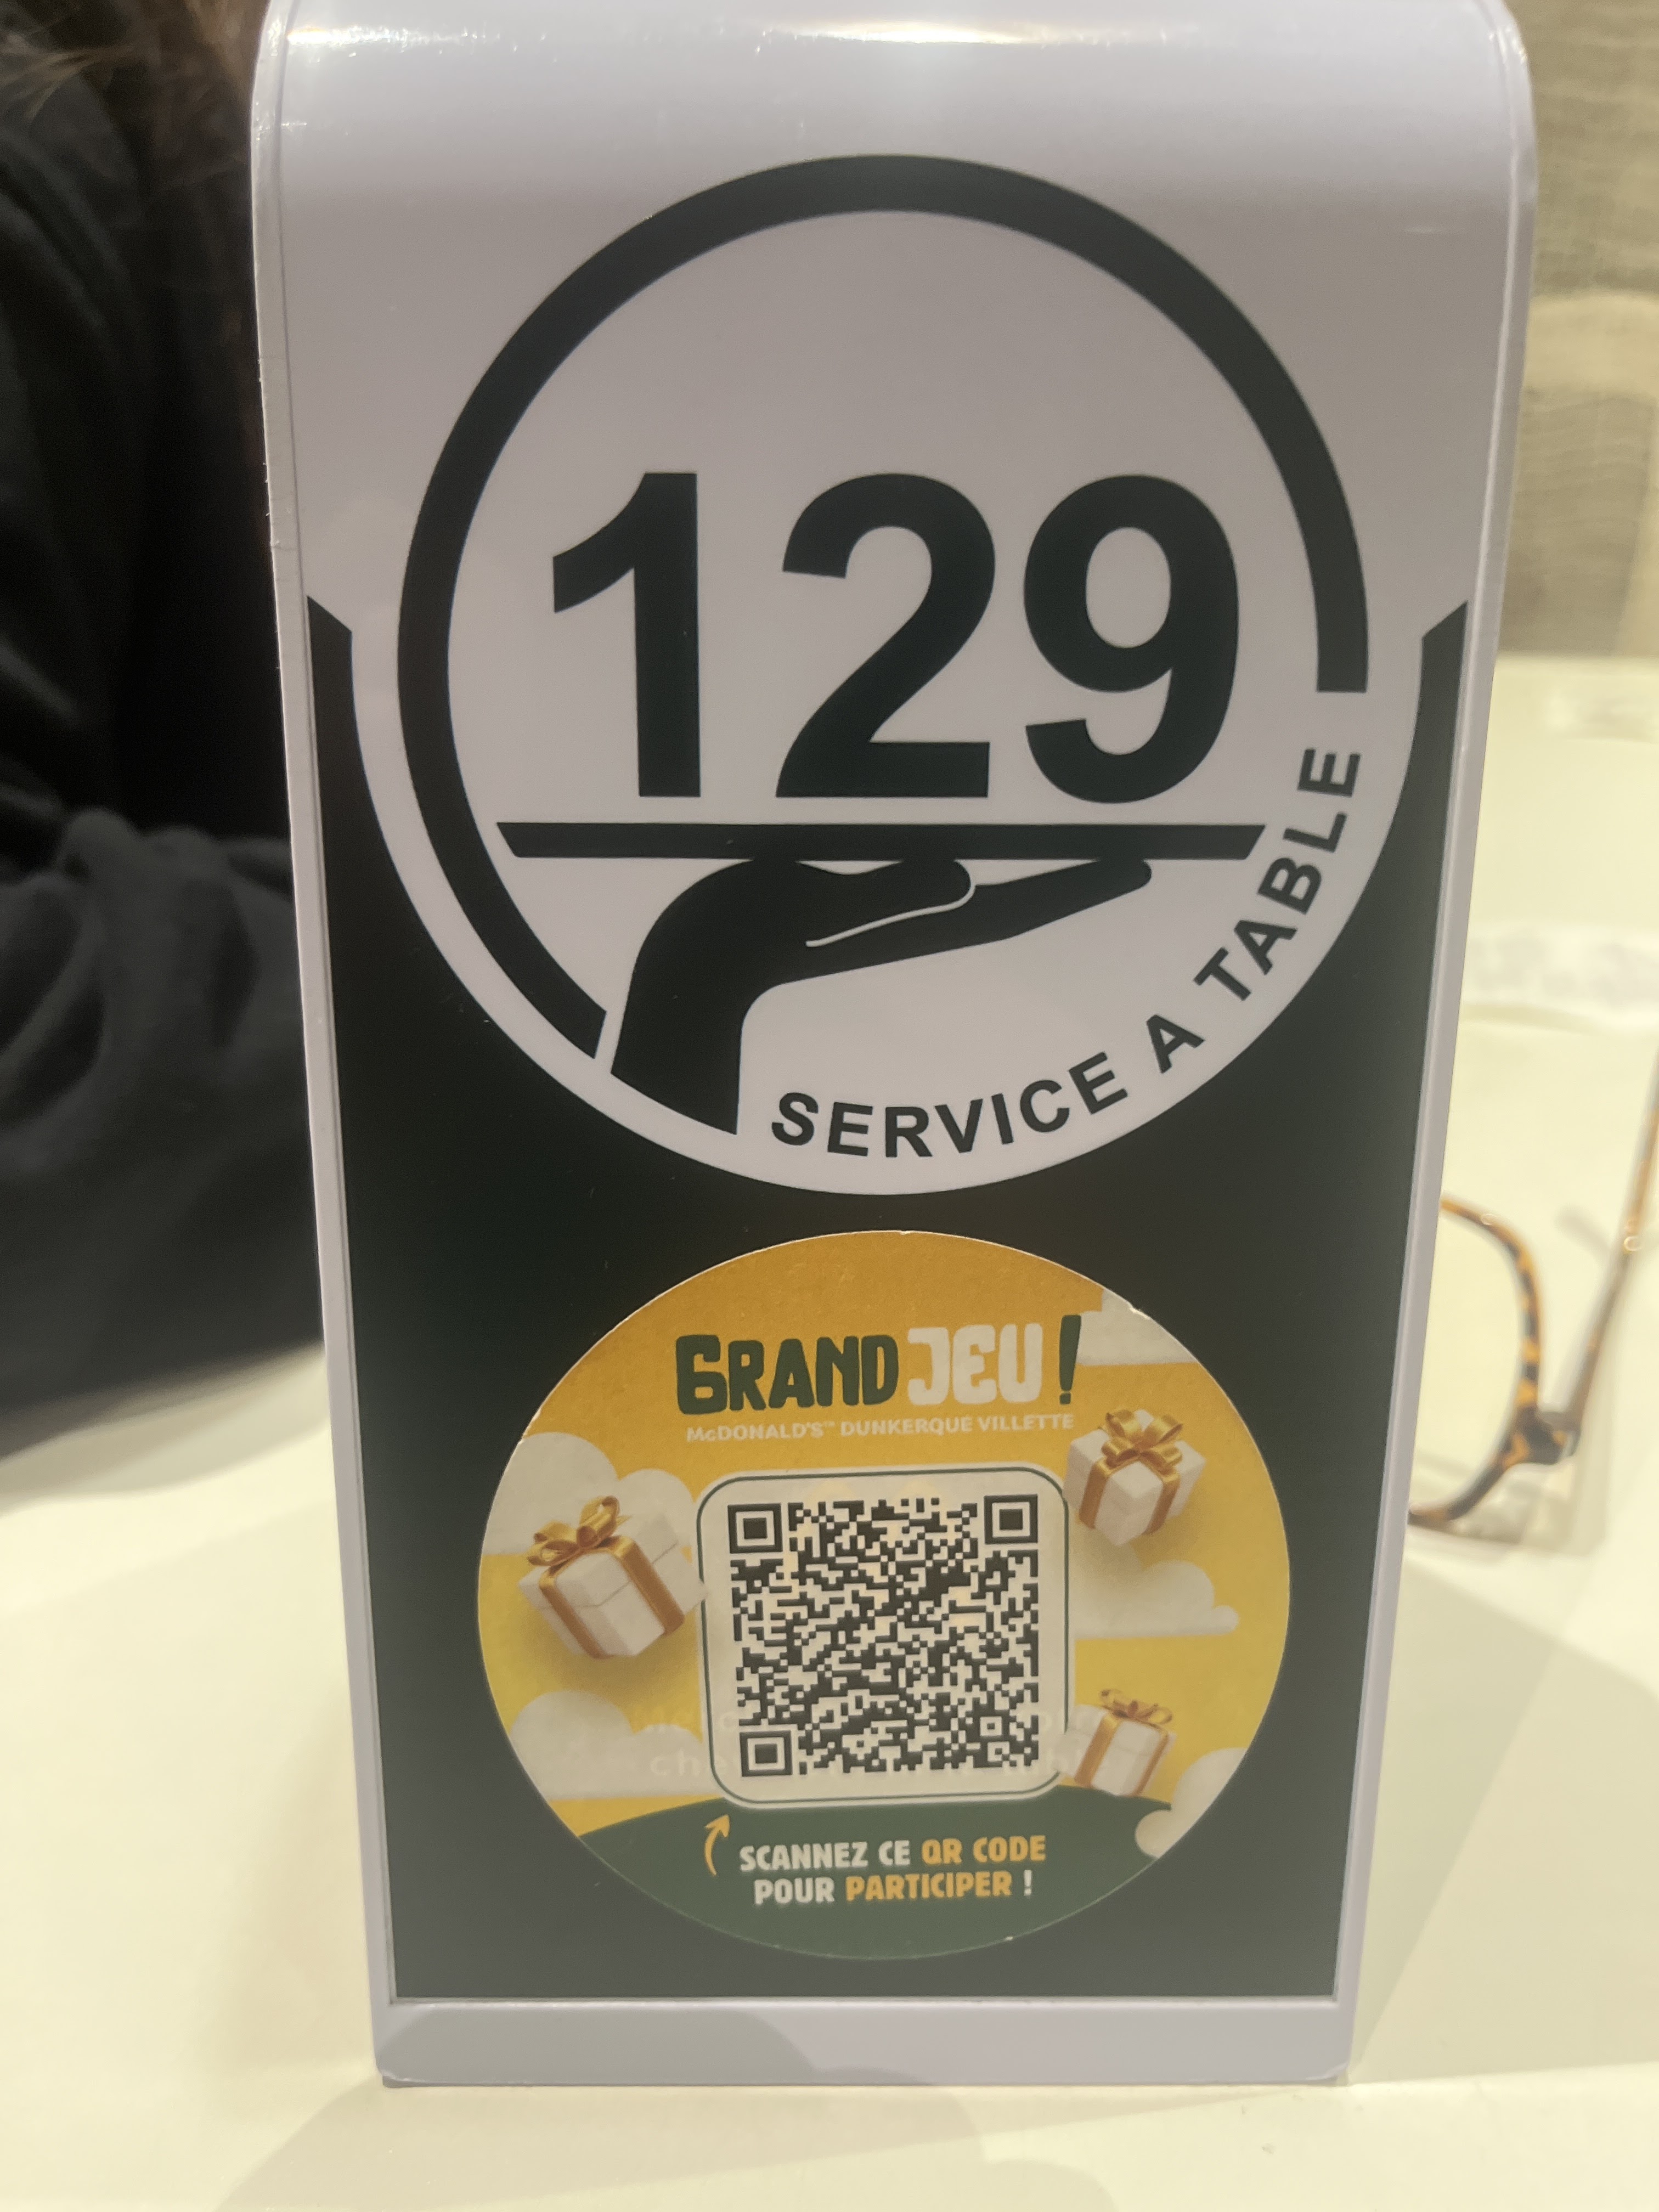 129
SERVICE A TABLE
GRAND JEU !
McDONALD'S™ DUNKERQUE VILLETTE
SCANNEZ CE QR CODE
POUR PARTICIPER !